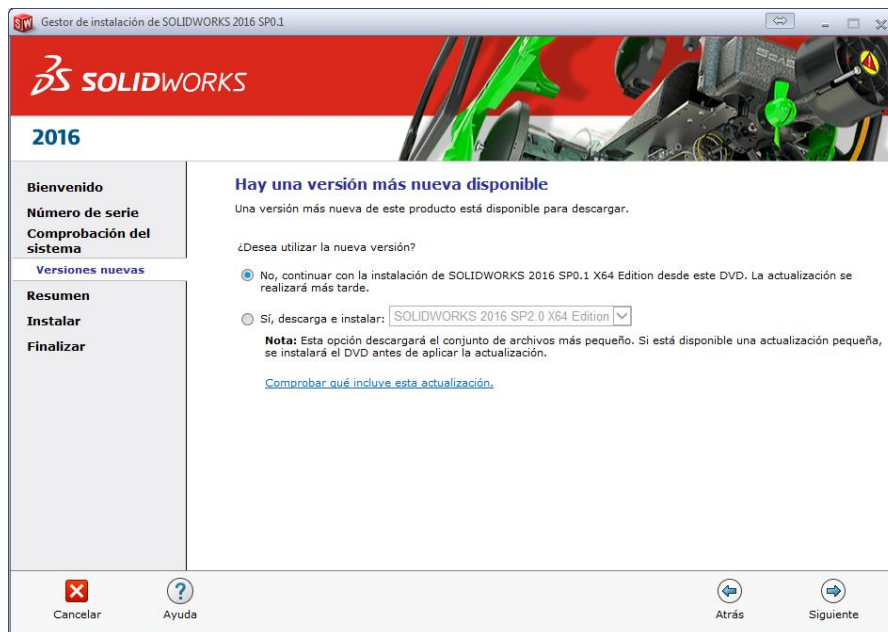 Gestor de instalación de SOLIDWORKS 2016 SP0.1
SOLIDWORKS
2016
Bienvenido
Número de serie
Comprobación del
sistema
Versiones nuevas
Resumen
Instalar
Finalizar
Hay una versión más nueva disponible
Una versión más nueva de este producto está disponible para descargar.
¿Desea utilizar la nueva versión?
No, continuar con la instalación de SOLIDWORKS 2016 SP0.1 X64 Edition desde este DVD. La actualización se
realizará más tarde.
Sí, descarga e instalar: SOLIDWORKS 2016 SP2.0 X64 Edition
Nota: Esta opción descargará el conjunto de archivos más pequeño. Si está disponible una actualización pequeña,
se instalará el DVD antes de aplicar la actualización.
Comprobar qué incluye esta actualización.
Cancelar
Ayuda
Atrás
Siguiente